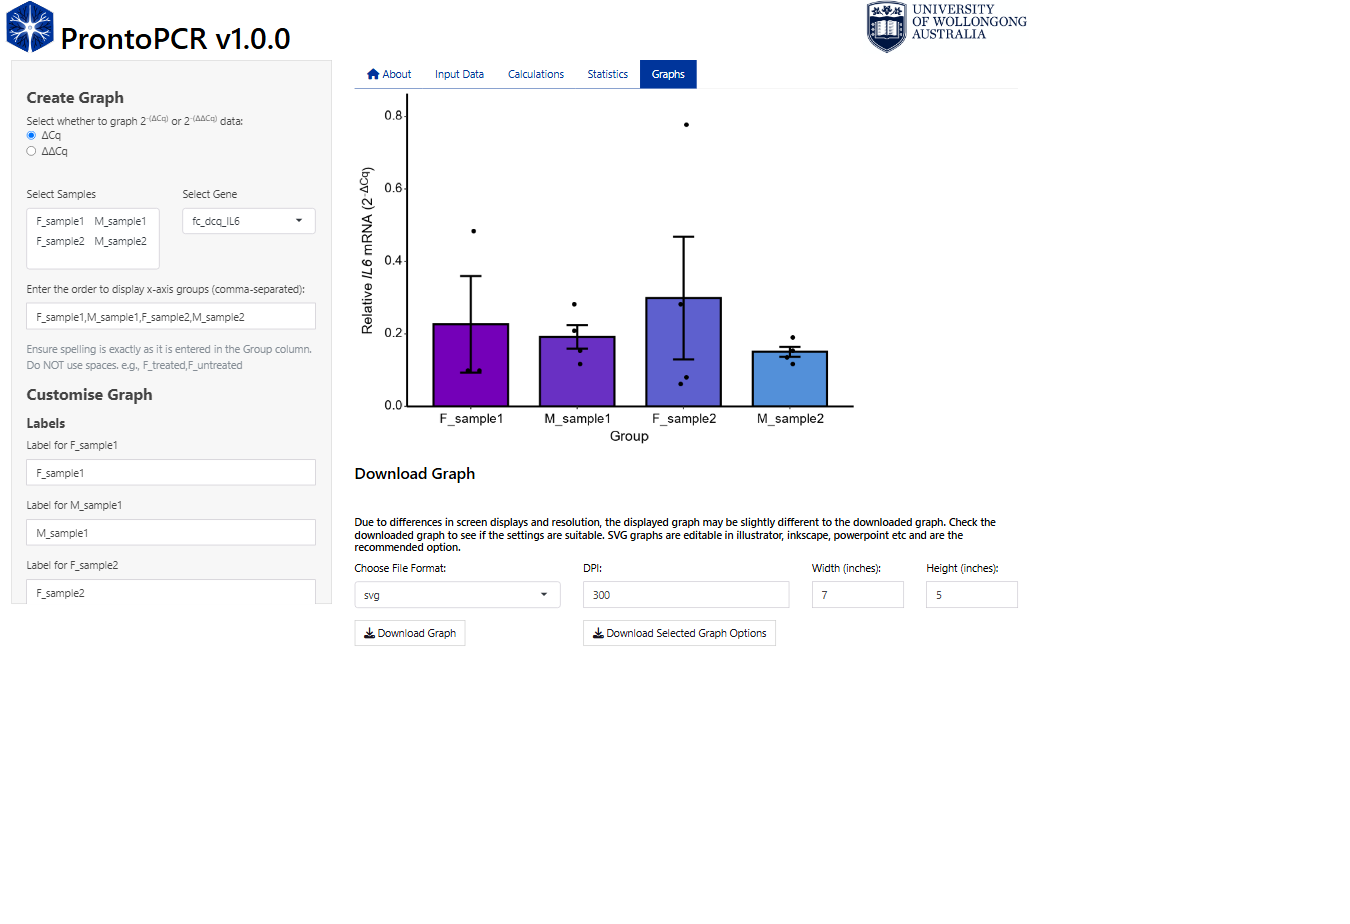 ProntoPCR v1.0.0
UNIVERSITY
OF WOLLONGONG
AUSTRALIA
Create Graph
Select whether to graph 2^-(ΔCq) or 2^-(ΔΔCq) data:
ΔCq
ΔΔCq
Select Samples
F_sample1 M_sample1
F_sample2 M_sample2
Select Gene
fc_dcq_IL6
Enter the order to display x-axis groups (comma-separated):
F_sample1,M_sample1,F_sample2,M_sample2
Ensure spelling is exactly as it is entered in the Group column.
Do NOT use spaces. e.g., F_treated,F_untreated
Customise Graph
Labels
Label for F_sample1
F_sample1
Label for M_sample1
M_sample1
Label for F_sample2
F_sample2
About Input Data Calculations Statistics Graphs
Relative IL6 mRNA (2^-ΔCq)
0.8
0.6
0.4
0.2
0.0
F_sample1 M_sample1 F_sample2 M_sample2
Group
Download Graph
Due to differences in screen displays and resolution, the displayed graph may be slightly different to the downloaded graph. Check the
downloaded graph to see if the settings are suitable. SVG graphs are editable in illustrator, inkscape, powerpoint etc and are the
recommended option.
Choose File Format: DPI: Width (inches): Height (inches):
svg 300 7 5
Download Graph Download Selected Graph Options